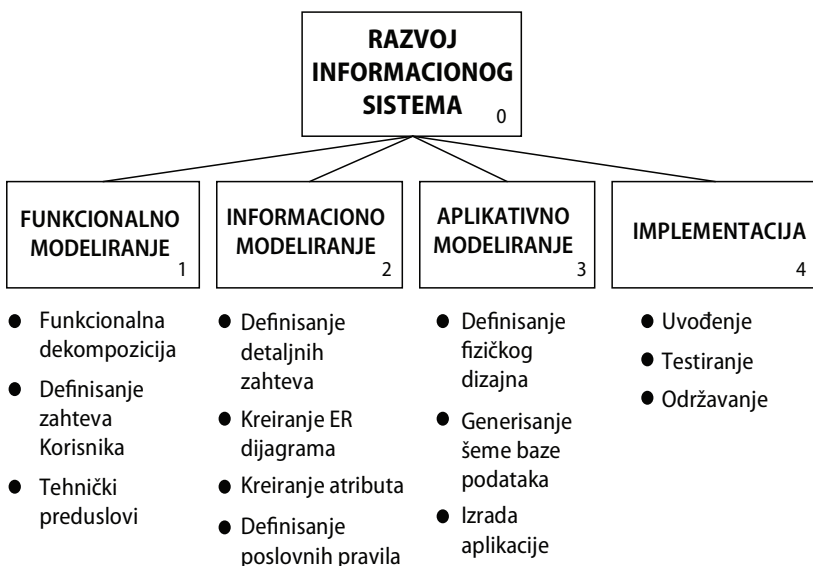 RAZVOJ
INFORMACIONOG
SISTEMA
0
FUNKCIONALNO
MODELIRANJE
1
● Funkcionalna
dekompozicija
● Definisanje
zahteva
Korisnika
● Tehnički
preduslovi
INFORMACIONO
MODELIRANJE
2
● Definisanje
detaljnih
zahteva
● Kreiranje ER
dijagrama
● Kreiranje atributa
● Definisanje
poslovnih pravila
APLIKATIVNO
MODELIRANJE
3
● Definisanje
fizičkog
dizajna
● Generisanje
šeme baze
podataka
● Izrada
aplikacije
IMPLEMENTACIJA
4
● Uvođenje
● Testiranje
● Održavanje